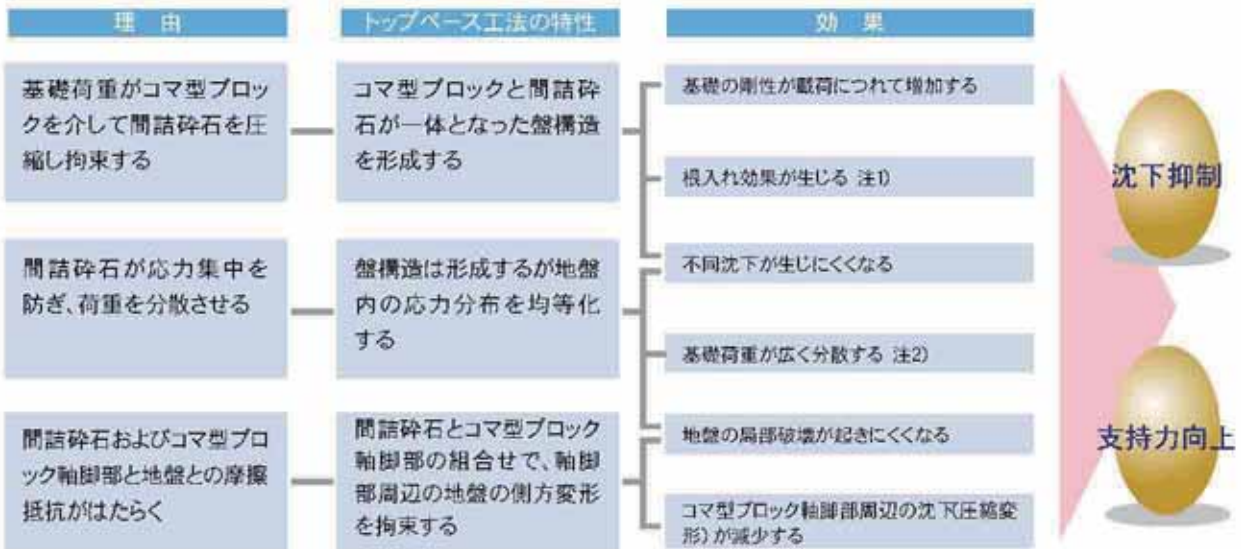 理 由
トップベース工法の特性
効 果
基礎荷重がコマ型ブロッ
クを介して間詰砕石を圧
縮し拘束する
コマ型ブロックと間詰砕
石が一体となった盤構造
を形成する
基礎の剛性が載荷につれて増加する
根入れ効果が生じる 注1)
不同沈下が生じにくくなる
間詰砕石が応力集中を
防ぎ、荷重を分散させる
盤構造は形成するが地盤
内の応力分布を均等化
する
基礎荷重が広く分散する 注2)
地盤の局部破壊が起きにくくなる
間詰砕石およびコマ型ブロ
ック軸脚部と地盤との摩擦
抵抗がはたらく
間詰砕石とコマ型ブロック
軸脚部の組合せで、軸脚
部周辺の地盤の側方変形
を拘束する
コマ型ブロック軸脚部周辺の沈下(圧縮変
形)が減少する
沈下抑制
支持力向上